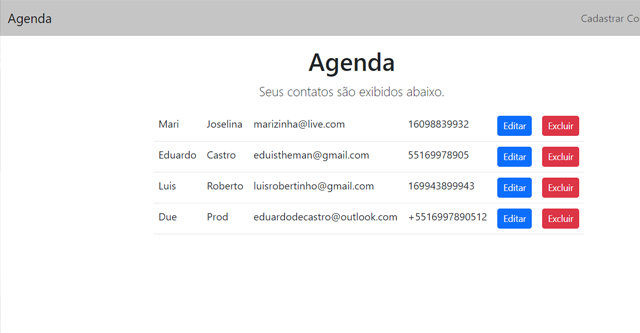 Agenda Cadastrar Co
Agenda
Seus contatos são exibidos abaixo.
Mari Joselina marizinha@live.com 16098839932 Editar Excluir
Eduardo Castro eduistheman@gmail.com 55169978905 Editar Excluir
Luis Roberto luisrobertinho@gmail.com 169943899943 Editar Excluir
Due Prod eduardodecastro@outlook.com +5516997890512 Editar Excluir